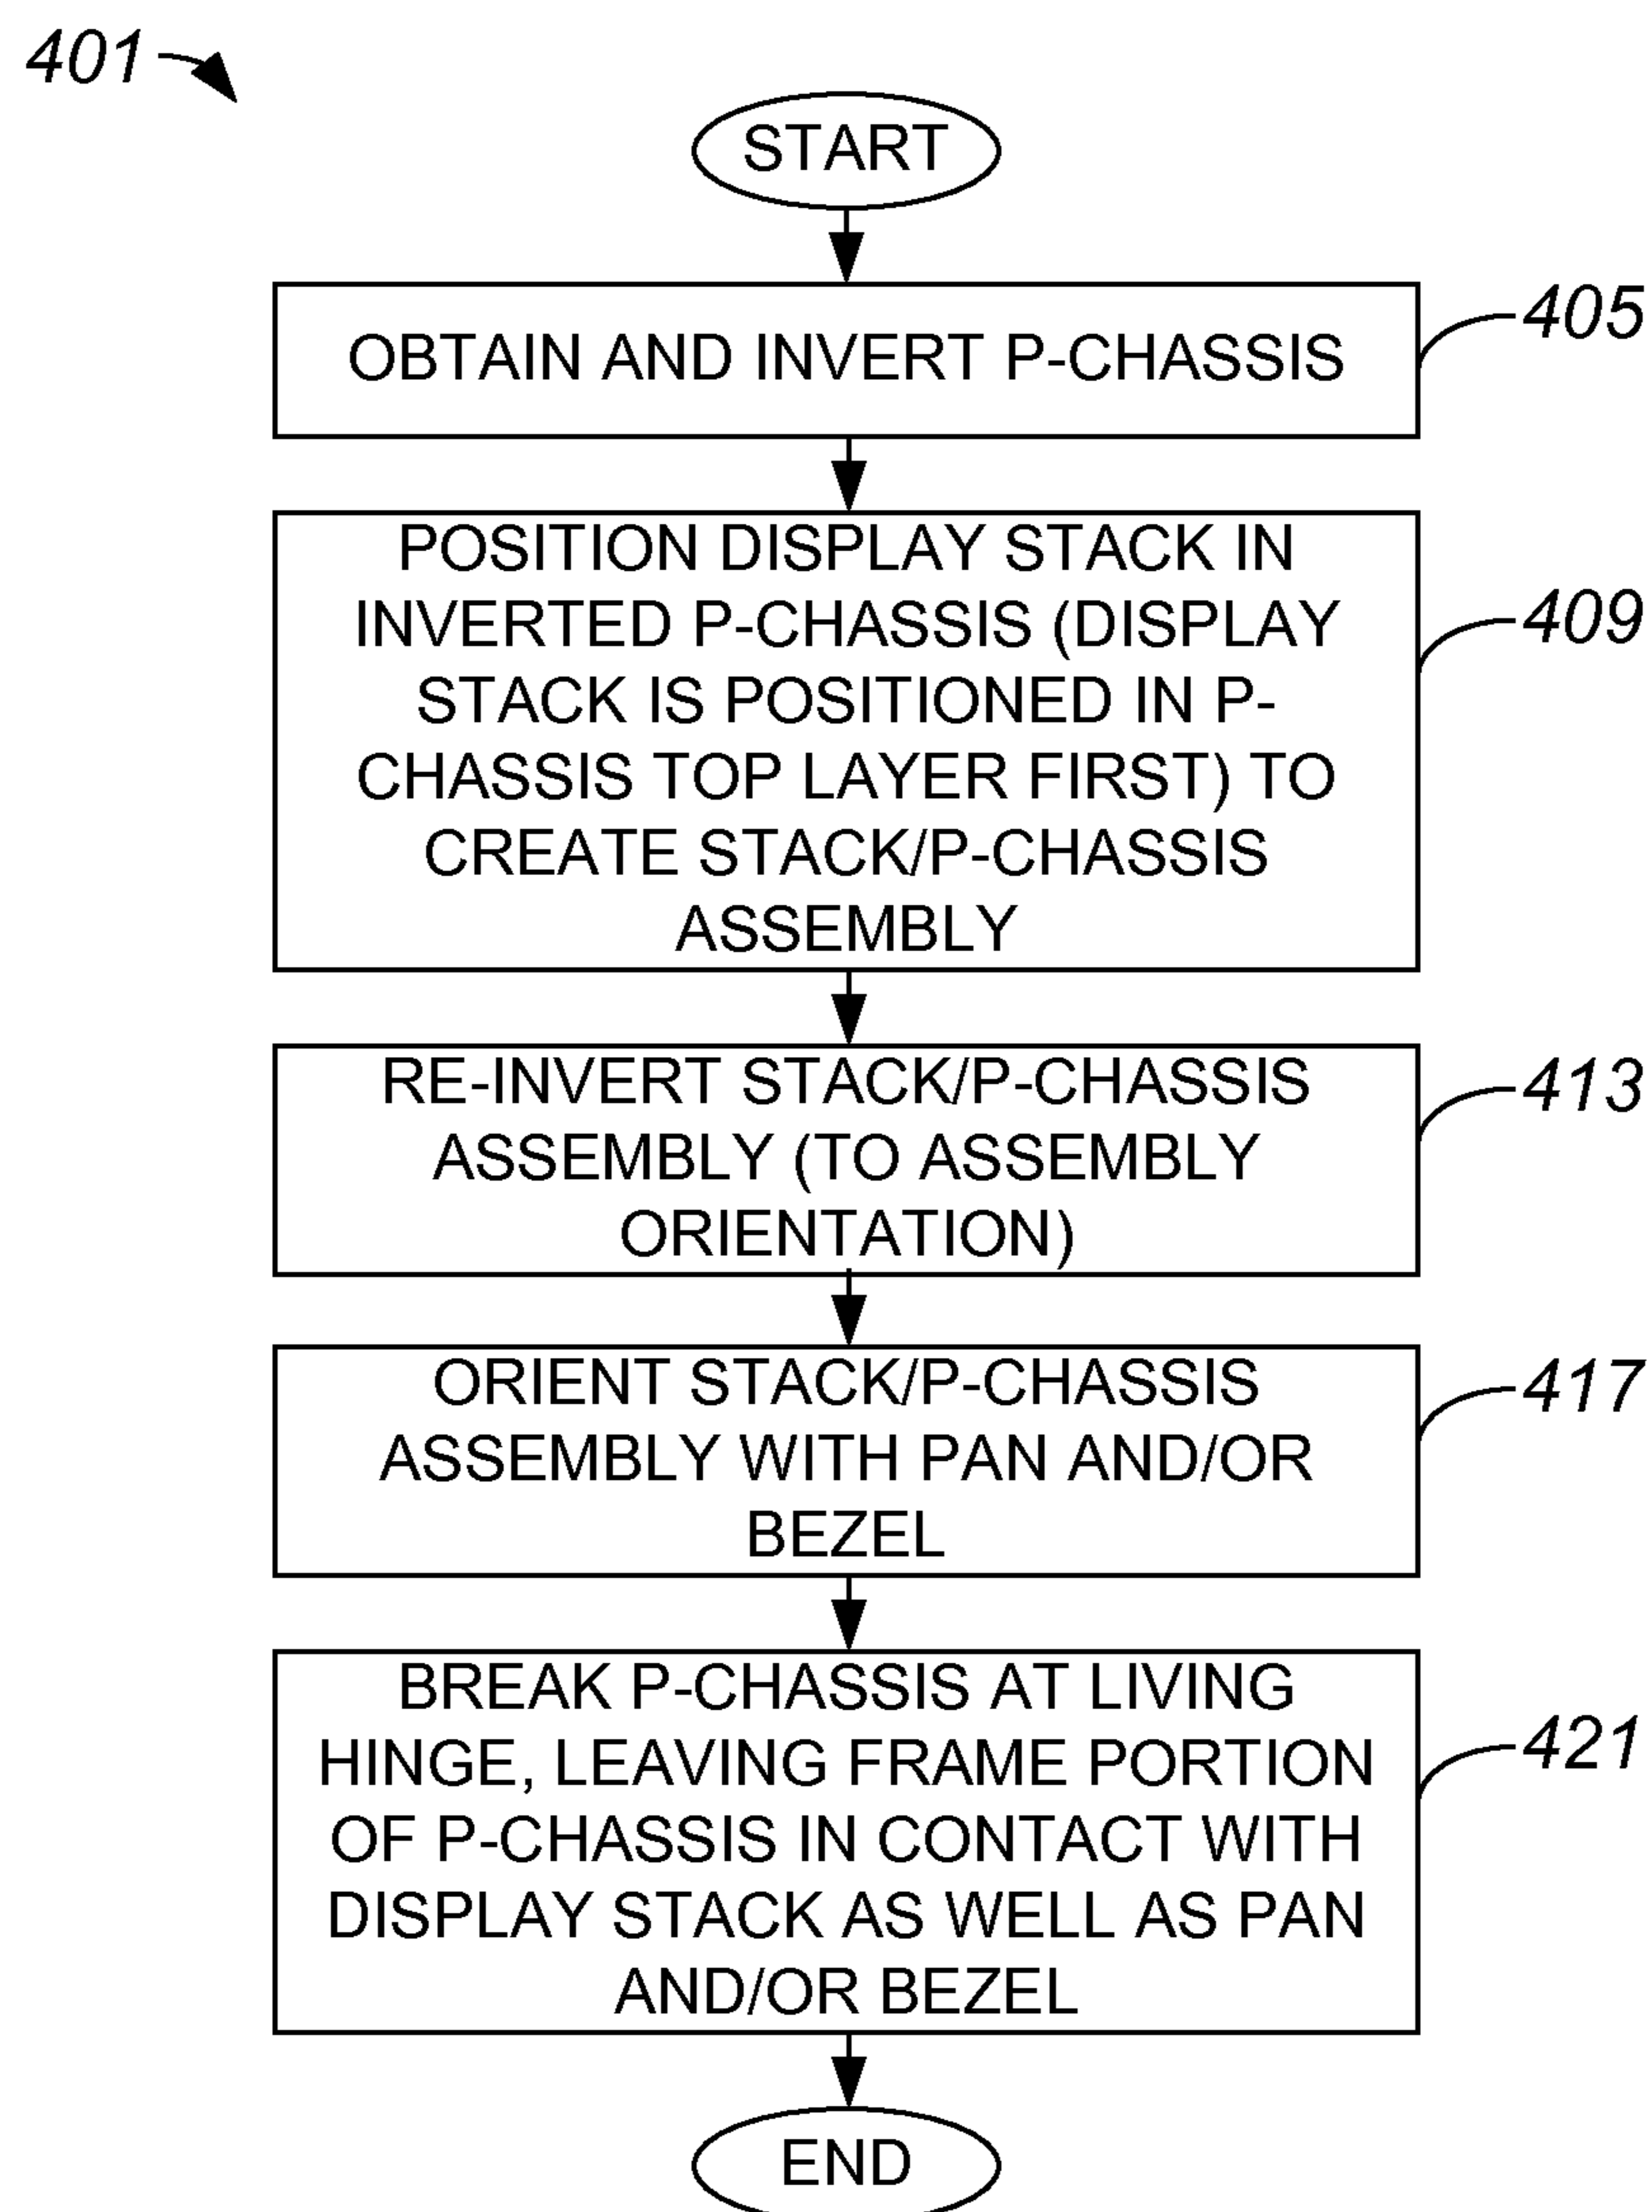 401
START
OBTAIN AND INVERT P-CHASSIS
405
POSITION DISPLAY STACK IN
INVERTED P-CHASSIS (DISPLAY
STACK IS POSITIONED IN P-
CHASSIS TOP LAYER FIRST) TO
CREATE STACK/P-CHASSIS
ASSEMBLY
409
RE-INVERT STACK/P-CHASSIS
ASSEMBLY (TO ASSEMBLY
ORIENTATION)
413
ORIENT STACK/P-CHASSIS
ASSEMBLY WITH PAN AND/OR
BEZEL
417
BREAK P-CHASSIS AT LIVING
HINGE, LEAVING FRAME PORTION
OF P-CHASSIS IN CONTACT WITH
DISPLAY STACK AS WELL AS PAN
AND/OR BEZEL
421
END